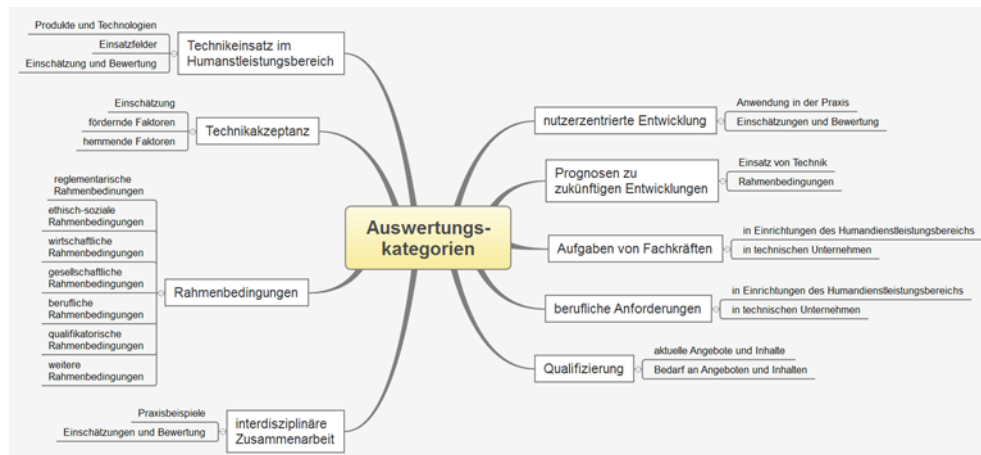 Auswertungs-
kategorien
Technikeinsatz im
Humanstleistungsbereich
Produkte und Technologien
Einsatzfelder
Einschätzung und Bewertung
Technikakzeptanz
Einschätzung
fördernde Faktoren
hemmende Faktoren
Rahmenbedingungen
reglementarische
Rahmenbedinungen
ethisch-soziale
Rahmenbedingungen
wirtschaftliche
Rahmenbedingungen
gesellschaftliche
Rahmenbedingungen
berufliche
Rahmenbedingungen
qualifikatorische
Rahmenbedingungen
weitere
Rahmenbedingungen
interdisziplinäre
Zusammenarbeit
Praxisbeispiele
Einschätzungen und Bewertung
nutzerzentrierte Entwicklung
Anwendung in der Praxis
Einschätzungen und Bewertung
Prognosen zu
zukünftigen Entwicklungen
Einsatz von Technik
Rahmenbedingungen
Aufgaben von Fachkräften
in Einrichtungen des Humandienstleistungsbereichs
in technischen Unternehmen
berufliche Anforderungen
in Einrichtungen des Humandienstleistungsbereichs
in technischen Unternehmen
Qualifizierung
aktuelle Angebote und Inhalte
Bedarf an Angeboten und Inhalten